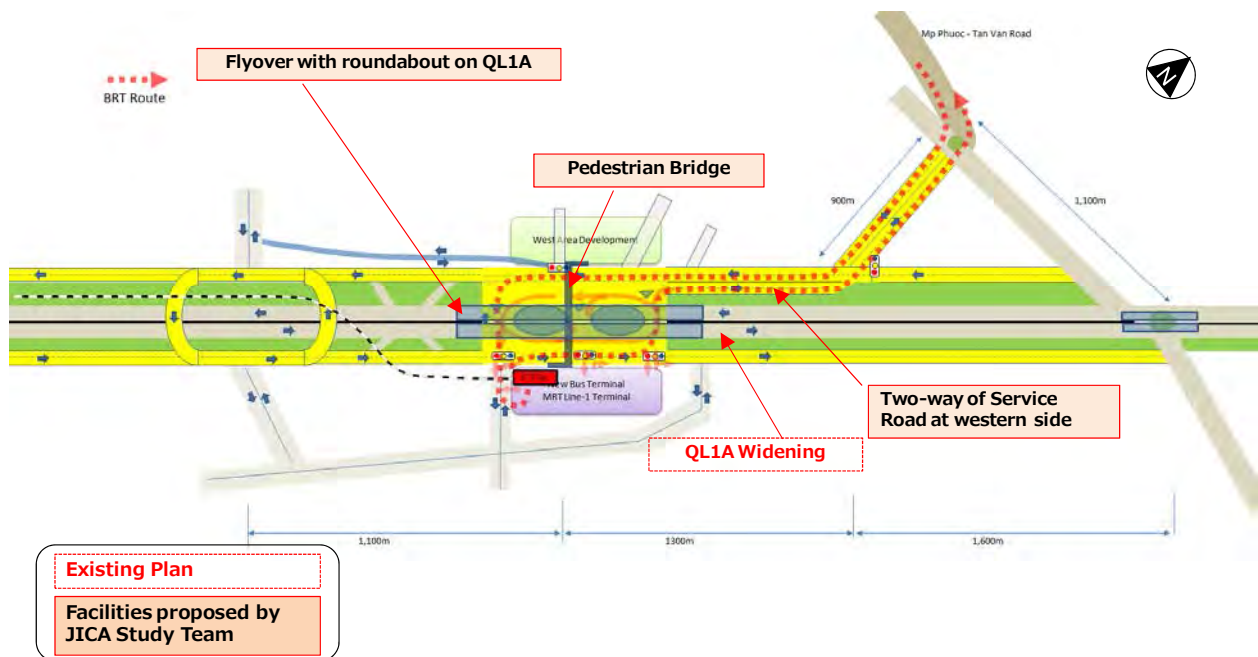 Mp Phuoc - Tan Van Road
Flyover with roundabout on QL1A
N
BRT Route
Pedestrian Bridge
900m
1,100m
West Area Development
New Bus Terminal
MRT Line-1 Terminal
Two-way of Service
Road at western side
QL1A Widening
1,100m
1300m
1,600m
Existing Plan
Facilities proposed by
JICA Study Team